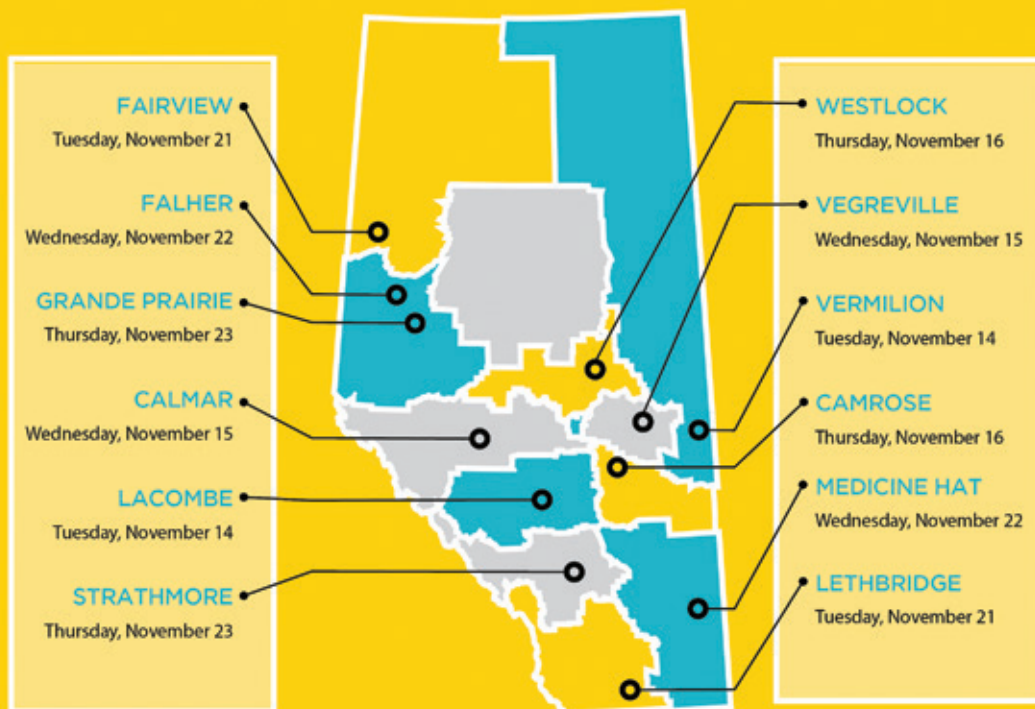 FAIRVIEW
Tuesday, November 21
FALHER
Wednesday, November 22
GRANDE PRAIRIE
Thursday, November 23
CALMAR
Wednesday, November 15
LACOMBE
Tuesday, November 14
STRATHMORE
Thursday, November 23
WESTLOCK
Thursday, November 16
VEGREVILLE
Wednesday, November 15
VERMILION
Tuesday, November 14
CAMROSE
Thursday, November 16
MEDICINE HAT
Wednesday, November 22
LETHBRIDGE
Tuesday, November 21